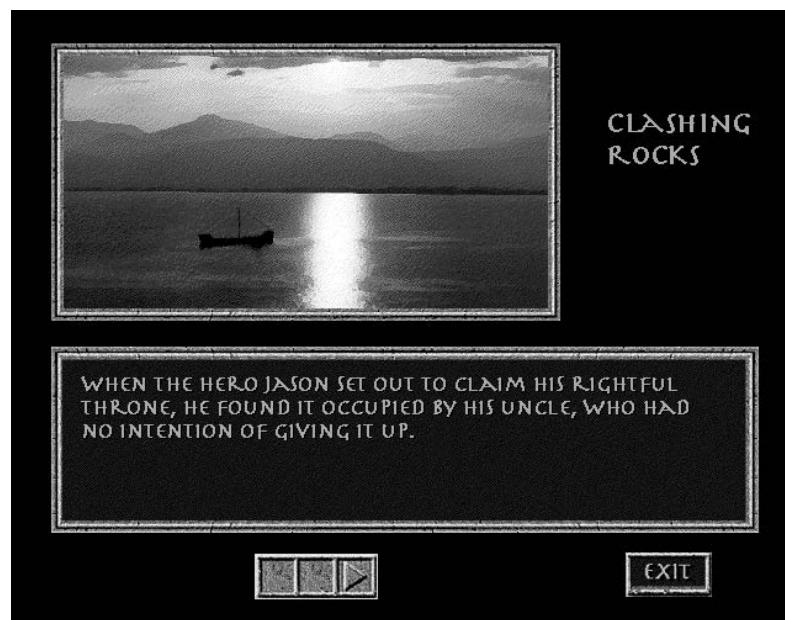 CLASHING
ROCKS
WHEN THE HERO JASON SET OUT TO CLAIM HIS RIGHTFUL
THRONE, HE FOUND IT OCCUPIED BY HIS UNCLE, WHO HAD
NO INTENTION OF GIVING IT UP.
EXIT